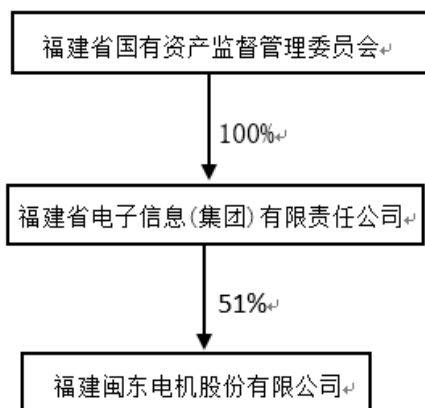 福建省国有资产监督管理委员会
100%
福建省电子信息(集团)有限责任公司
51%
福建闽东电机股份有限公司